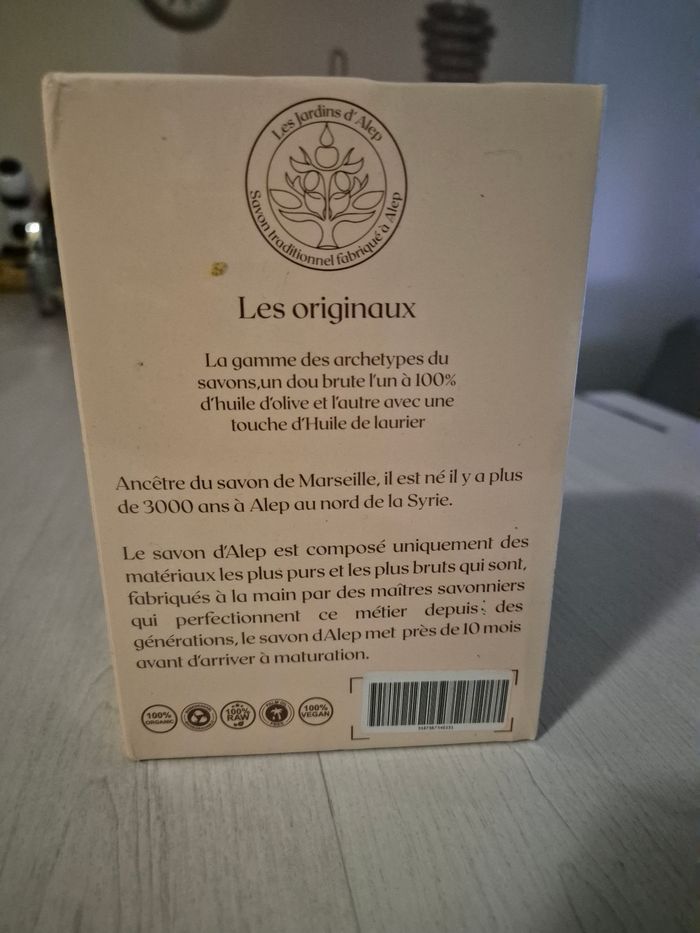 Les Jardins d'Alep
Savon traditionnel fabriqué à Alep
Les originaux
La gamme des archetypes du
savons,un dou brute l'un à 100%
d'huile d'olive et l'autre avec une
touche d'Huile de laurier
Ancêtre du savon de Marseille, il est né il y a plus
de 3000 ans à Alep au nord de la Syrie.
Le savon d'Alep est composé uniquement des
matériaux les plus purs et les plus bruts qui sont,
fabriqués à la main par des maîtres savonniers
qui perfectionnent ce métier depuis des
générations, le savon dAlep met près de 10 mois
avant d'arriver à maturation.
100% ORGANIC
100% RAW
100% VEGAN